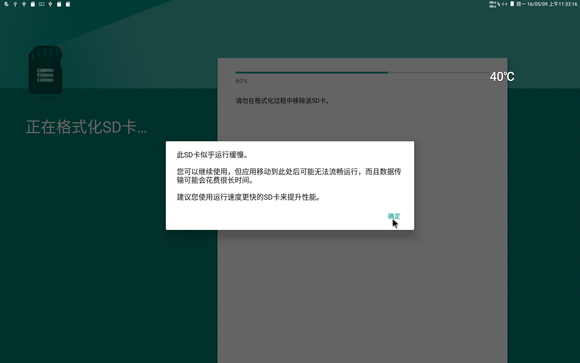 周一 16/05/09 上午11:33:16
40℃
60%
请勿在格式化过程中移除该SD卡。
正在格式化SD卡...
此SD卡似乎运行缓慢。
您可以继续使用，但应用移动到此处后可能无法流畅运行，而且数据传
输可能会花费很长时间。
建议您使用运行速度更快的SD卡来提升性能。
确定